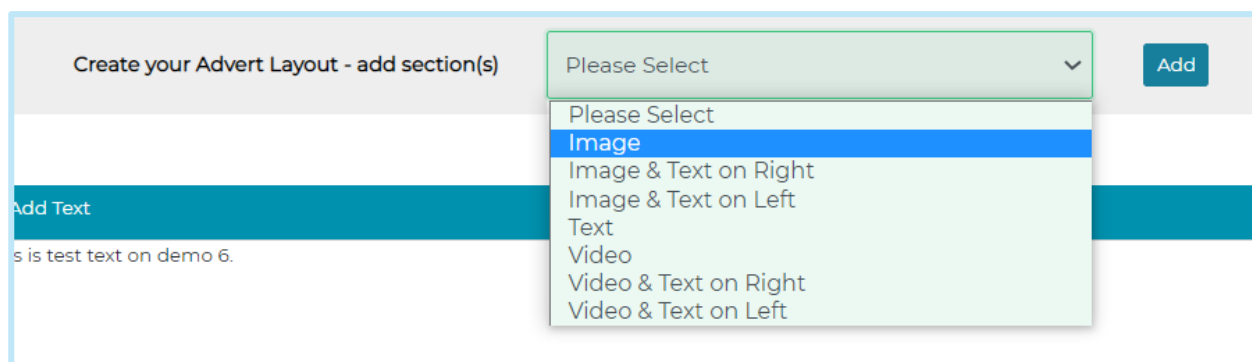 Create your Advert Layout - add section(s)
Please Select
Add
Please Select
Image
Image & Text on Right
Image & Text on Left
Text
Video
Video & Text on Right
Video & Text on Left
Add Text
s is test text on demo 6.